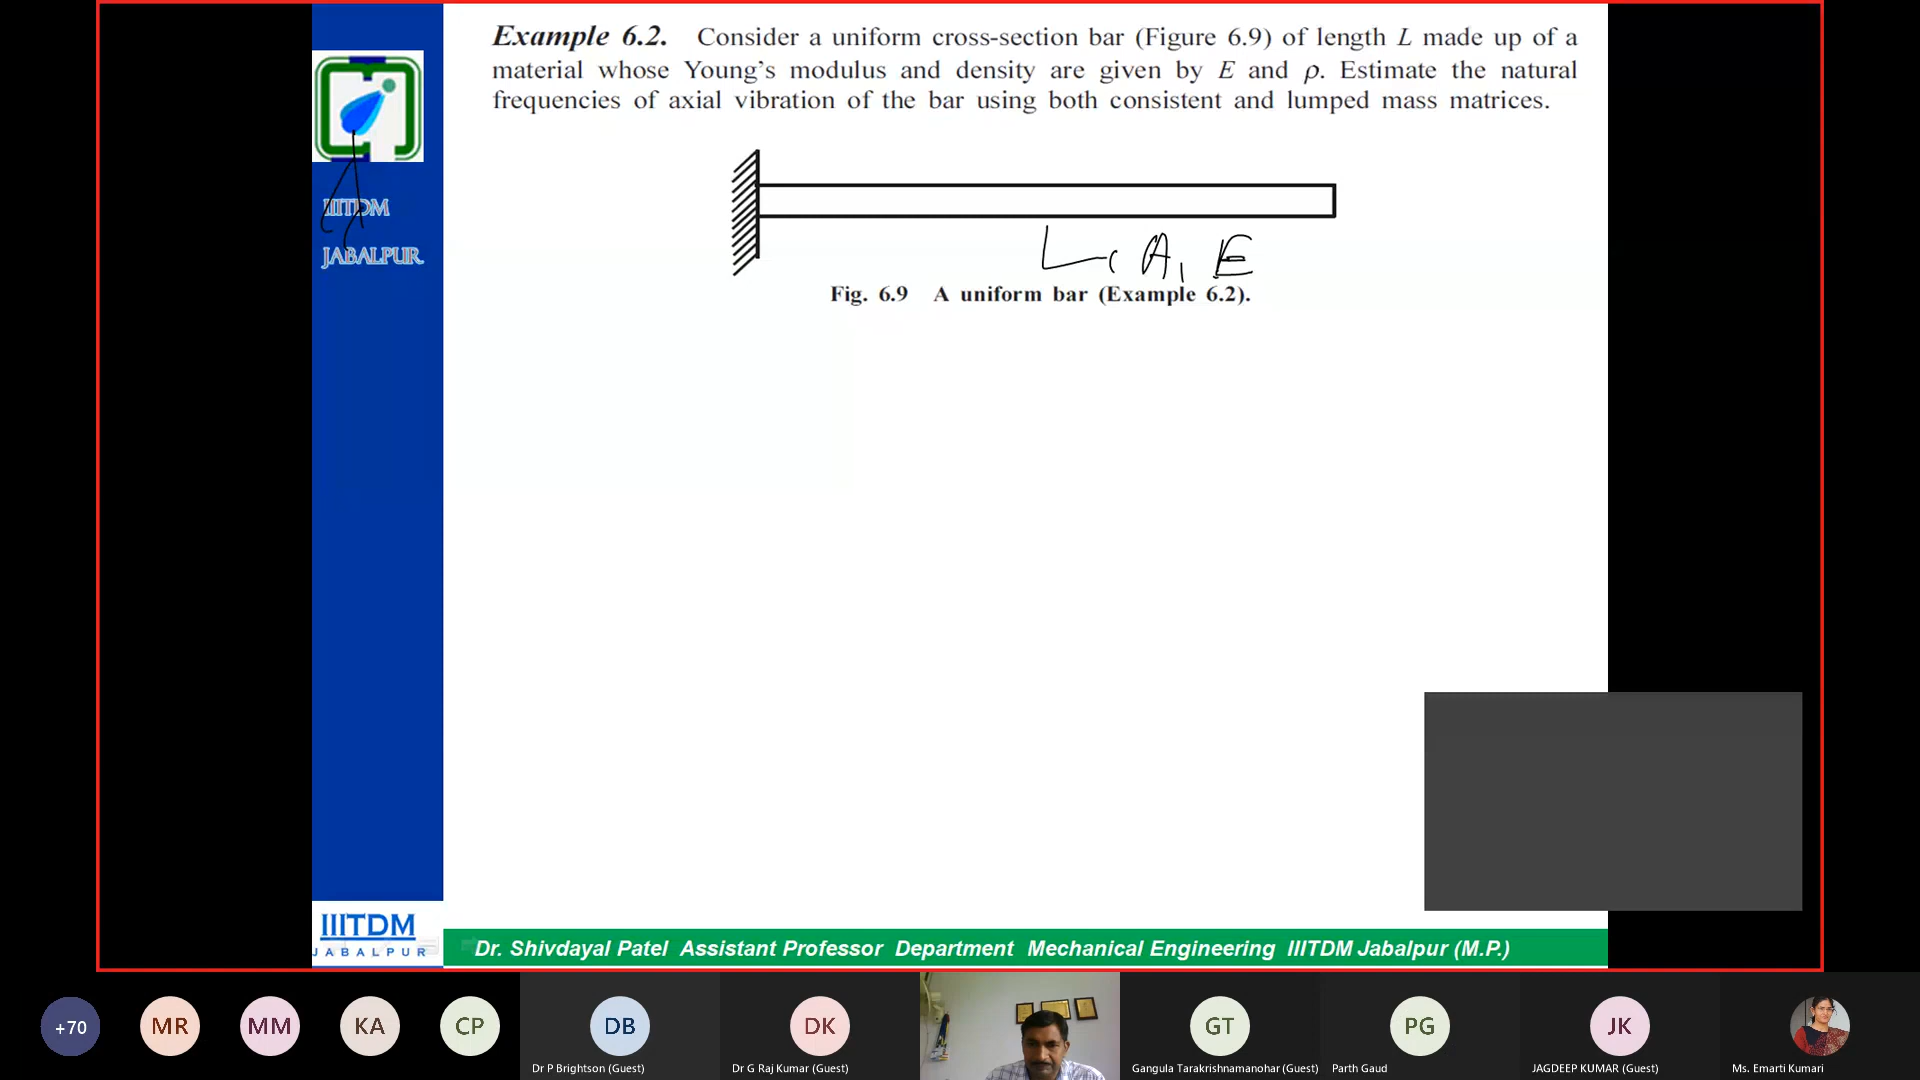 Example 6.2. Consider a uniform cross-section bar (Figure 6.9) of length L made up of a
material whose Young's modulus and density are given by E and ρ. Estimate the natural
frequencies of axial vibration of the bar using both consistent and lumped mass matrices.
IIITDM
JABALPUR
L, A, E
Fig. 6.9 A uniform bar (Example 6.2).
IIITDM
JABALPUR
Dr. Shivdayal Patel Assistant Professor Department Mechanical Engineering IIITDM Jabalpur (M.P.)
+70
MR
MM
KA
CP
DB
Dr P Brightson (Guest)
DK
Dr G Raj Kumar (Guest)
GT
Gangula Tarakrishnamanohar (Guest)
PG
Parth Gaud
JK
JAGDEEP KUMAR (Guest)
Ms. Emarti Kumari